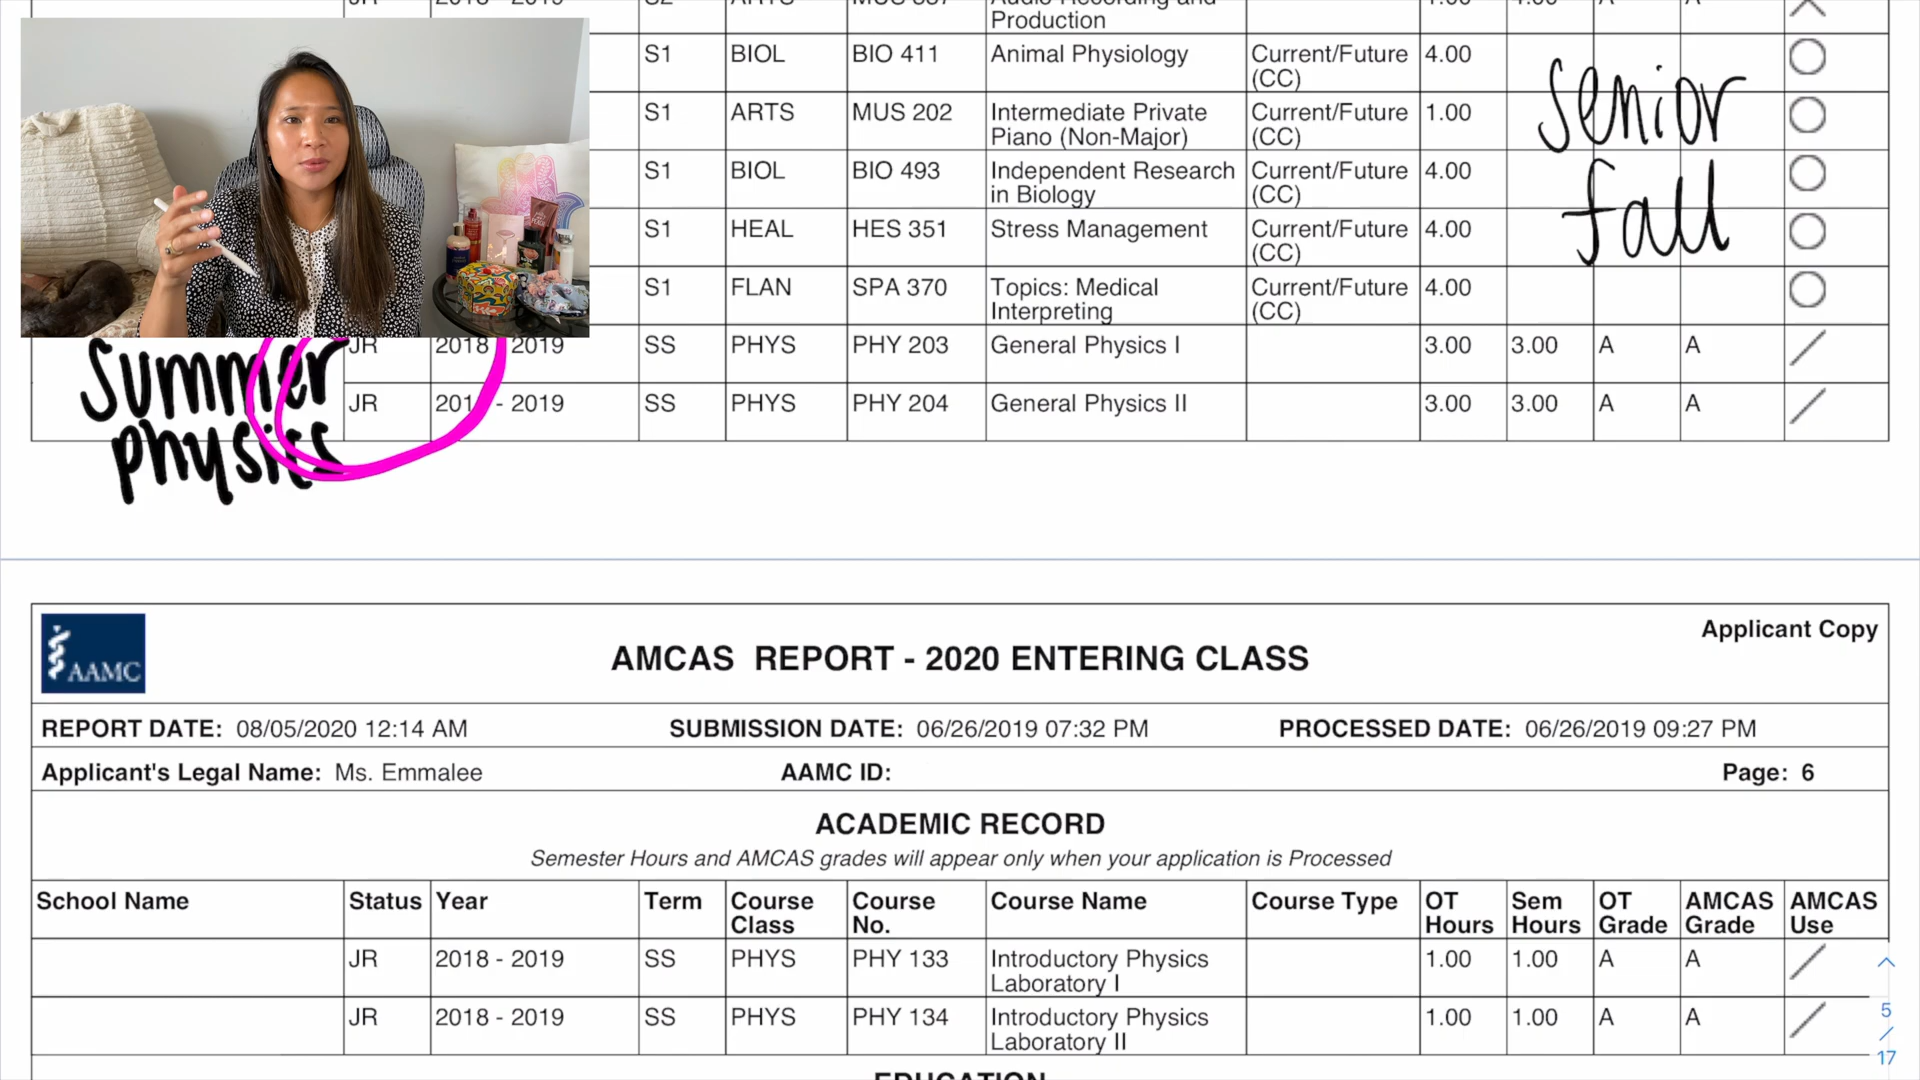 Production
S1 BIOL BIO 411 Animal Physiology Current/Future (CC) 4.00
S1 ARTS MUS 202 Intermediate Private Piano (Non-Major) Current/Future (CC) 1.00
S1 BIOL BIO 493 Independent Research in Biology Current/Future (CC) 4.00
S1 HEAL HES 351 Stress Management Current/Future (CC) 4.00
S1 FLAN SPA 370 Topics: Medical Interpreting Current/Future (CC) 4.00
Senior
fall
JR 2018 - 2019 SS PHYS PHY 203 General Physics I 3.00 3.00 A A
JR 201 - 2019 SS PHYS PHY 204 General Physics II 3.00 3.00 A A
Summer
physics
AAMC
AMCAS REPORT - 2020 ENTERING CLASS
Applicant Copy
REPORT DATE: 08/05/2020 12:14 AM SUBMISSION DATE: 06/26/2019 07:32 PM PROCESSED DATE: 06/26/2019 09:27 PM
Applicant's Legal Name: Ms. Emmalee AAMC ID: Page: 6
ACADEMIC RECORD
Semester Hours and AMCAS grades will appear only when your application is Processed
School Name Status Year Term Course Class Course No. Course Name Course Type OT Hours Sem Hours OT Grade AMCAS Grade AMCAS Use
JR 2018 - 2019 SS PHYS PHY 133 Introductory Physics Laboratory I 1.00 1.00 A A
JR 2018 - 2019 SS PHYS PHY 134 Introductory Physics Laboratory II 1.00 1.00 A A
5
/
17
EDUCATION